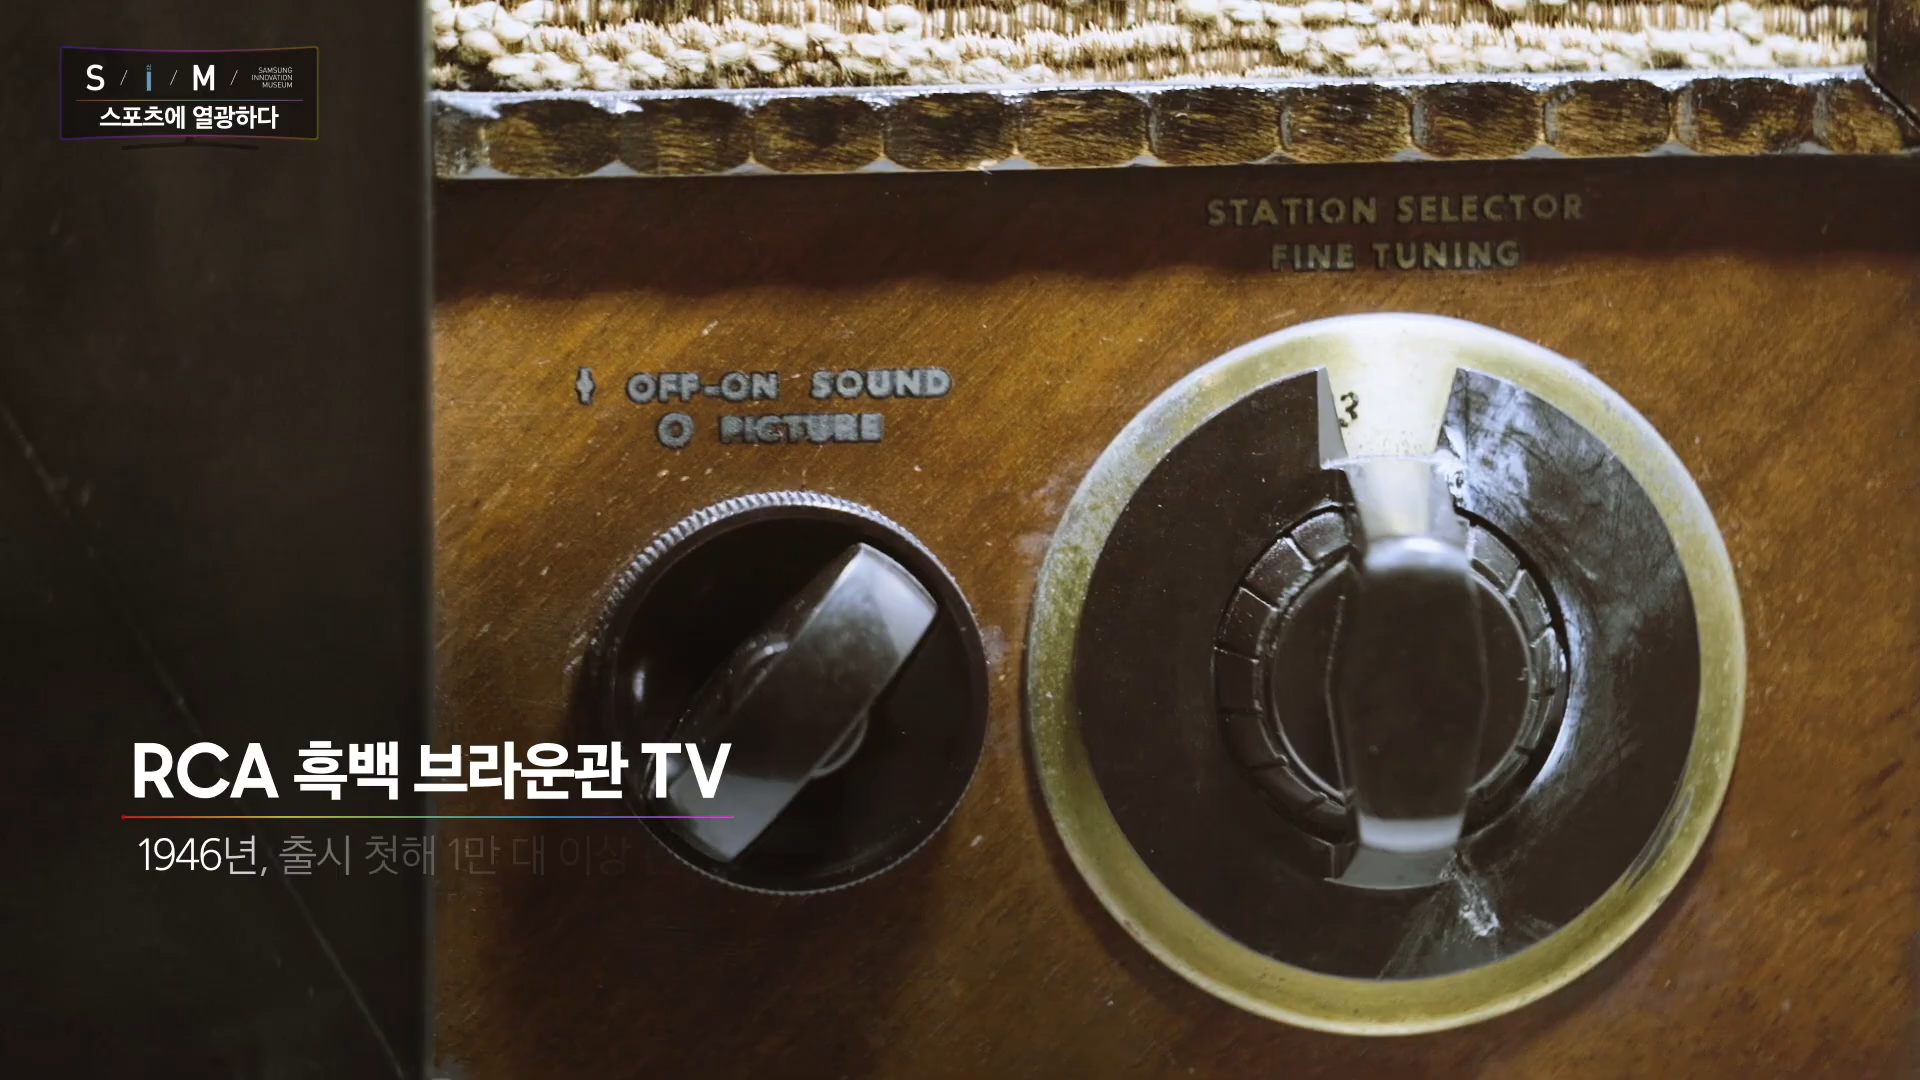 S / i / M /
SAMSUNG
INNOVATION
MUSEUM
스포츠에 열광하다
STATION SELECTOR
FINE TUNING
OFF-ON SOUND
PICTURE
3
RCA 흑백 브라운관 TV
1946년, 출시 첫해 1만 대 이상